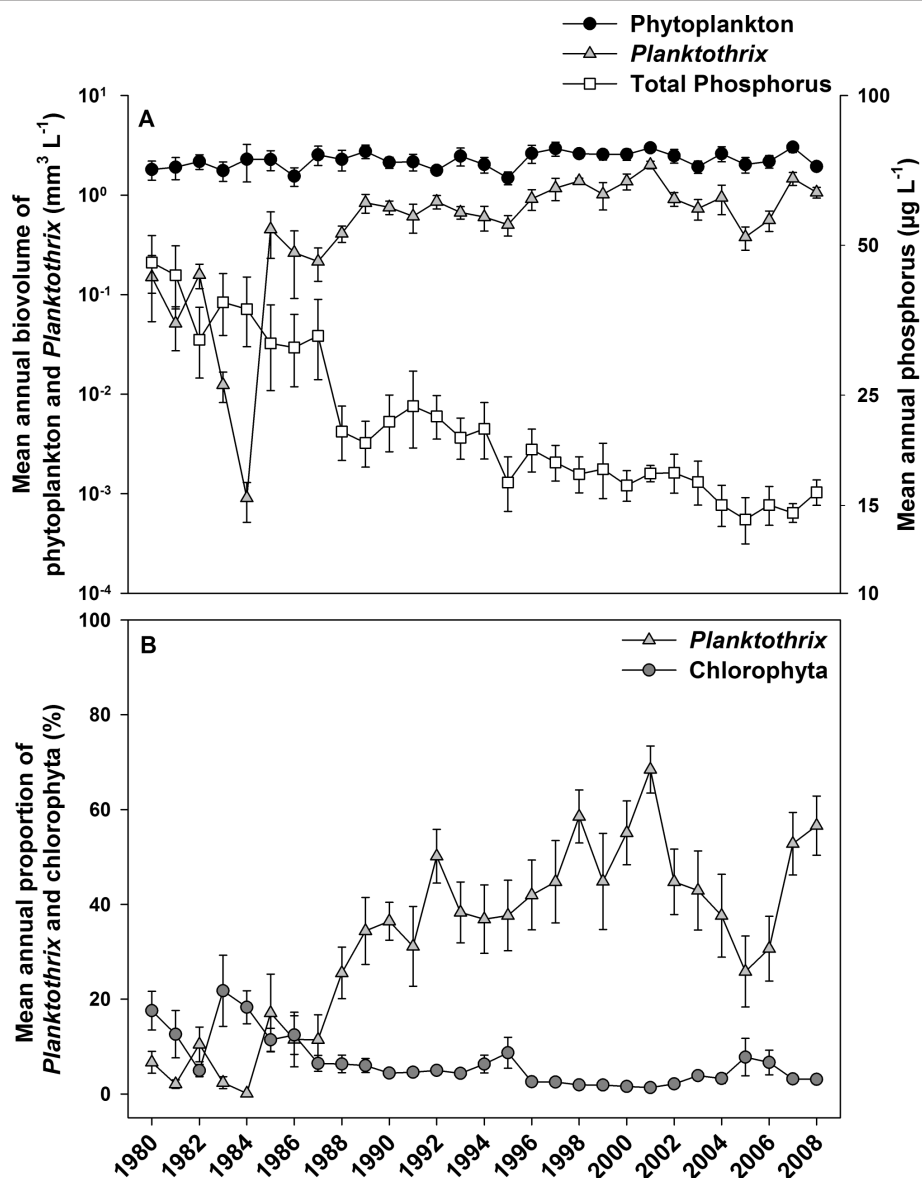 Phytoplankton
Planktothrix
Total Phosphorus
A
10¹
10⁰
10⁻¹
10⁻²
10⁻³
10⁻⁴
Mean annual biovolume of
phytoplankton and Planktothrix (mm³ L⁻¹)
100
50
25
15
10
Mean annual phosphorus (µg L⁻¹)
B
Planktothrix
Chlorophyta
100
80
60
40
20
0
Mean annual proportion of
Planktothrix and chlorophyta (%)
1980
1982
1984
1986
1988
1990
1992
1994
1996
1998
2000
2002
2004
2006
2008